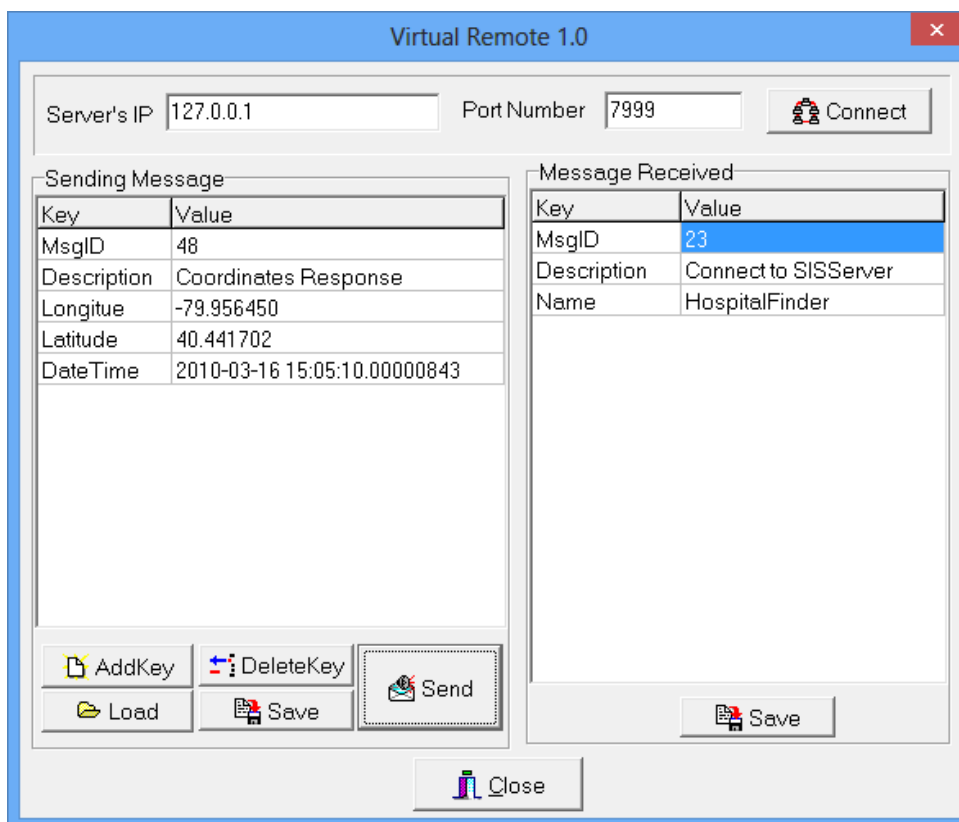 Virtual Remote 1.0
Server's IP 127.0.0.1 Port Number 7999 Connect
Sending Message
Key Value
MsgID 48
Description Coordinates Response
Longitue -79.956450
Latitude 40.441702
DateTime 2010-03-16 15:05:10.00000843
AddKey DeleteKey Send
Load Save
Message Received
Key Value
MsgID 23
Description Connect to SISServer
Name HospitalFinder
Save
Close